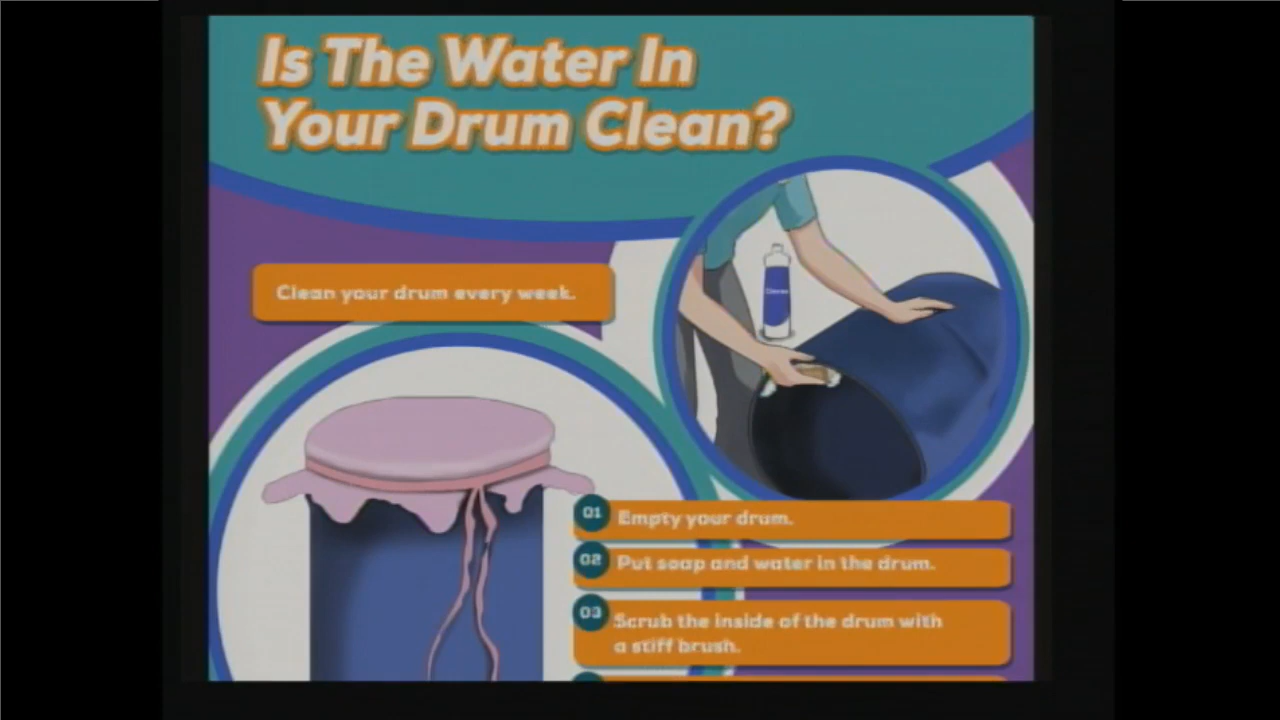 Is The Water In
Your Drum Clean?
Clean your drum every week.
01
Empty your drum.
02
Put soap and water in the drum.
03
Scrub the inside of the drum with
a stiff brush.